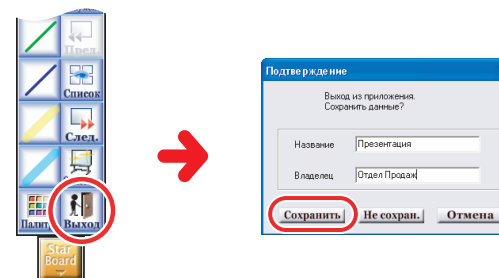 Пред.
Список
След.
Палит
Выход
Star
Board
Подтверждение
Выход из приложения.
Сохранить данные?
Название Презентация
Владелец Отдел Продаж
Сохранить Не сохран. Отмена